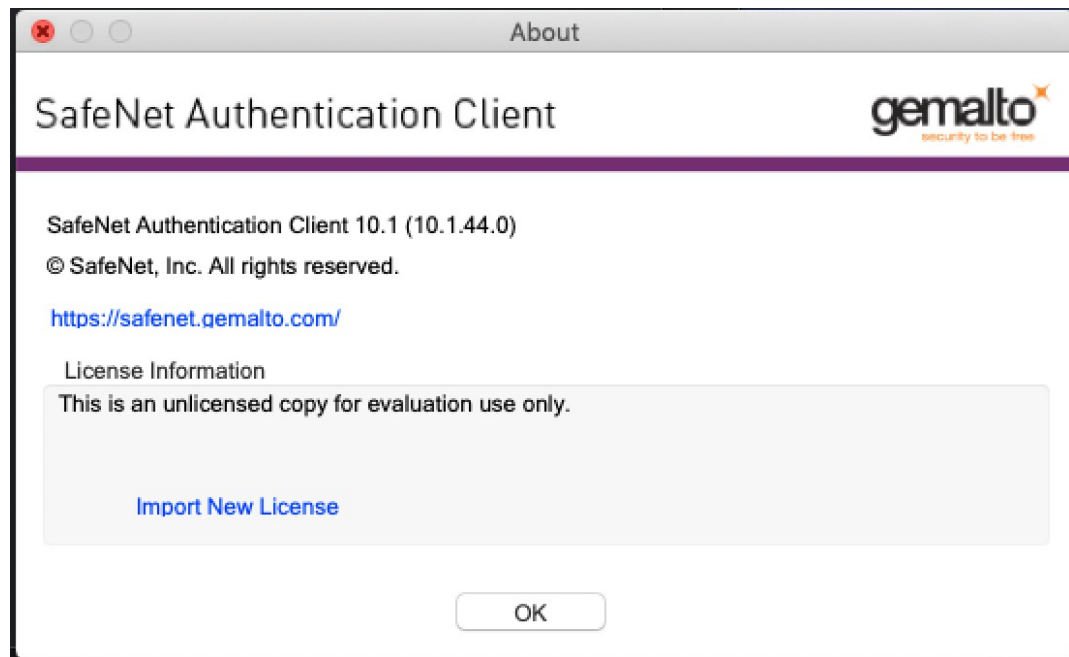 About
SafeNet Authentication Client
gemalto
security to be free
SafeNet Authentication Client 10.1 (10.1.44.0)
© SafeNet, Inc. All rights reserved.
https://safenet.gemalto.com/
License Information
This is an unlicensed copy for evaluation use only.
Import New License
OK